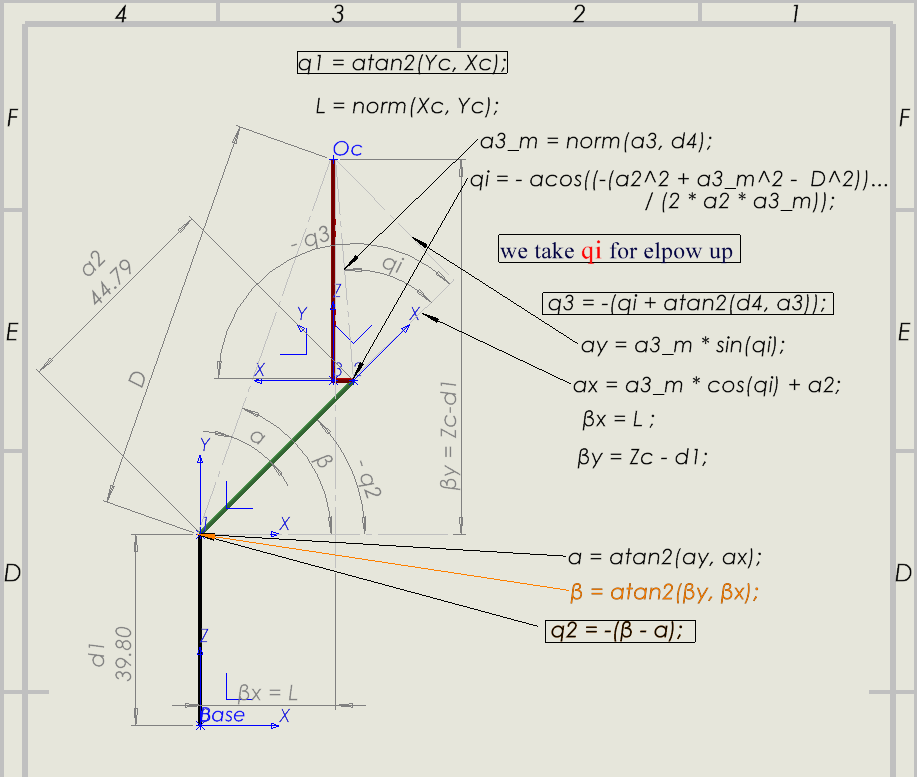 4 3 2 1
q1 = atan2(Yc, Xc);
L = norm(Xc, Yc);
F F
a3_m = norm(a3, d4);
Oc
qi = - acos((-(a2^2 + a3_m^2 - D^2))...
/ (2 * a2 * a3_m));
- q3
we take qi for elpow up
qi
a2
44.79
Z
q3 = -(qi + atan2(d4, a3));
Y X
E E
ay = a3_m * sin(qi);
X 3
D
ax = a3_m * cos(qi) + a2;
βx = L ;
βy = Zc-d1
a
Y
β
- q2
βy = Zc - d1;
X
a = atan2(ay, ax);
D D
β = atan2(βy, βx);
q2 = -(β - a);
Z
d1
39.80
βx = L
Base X